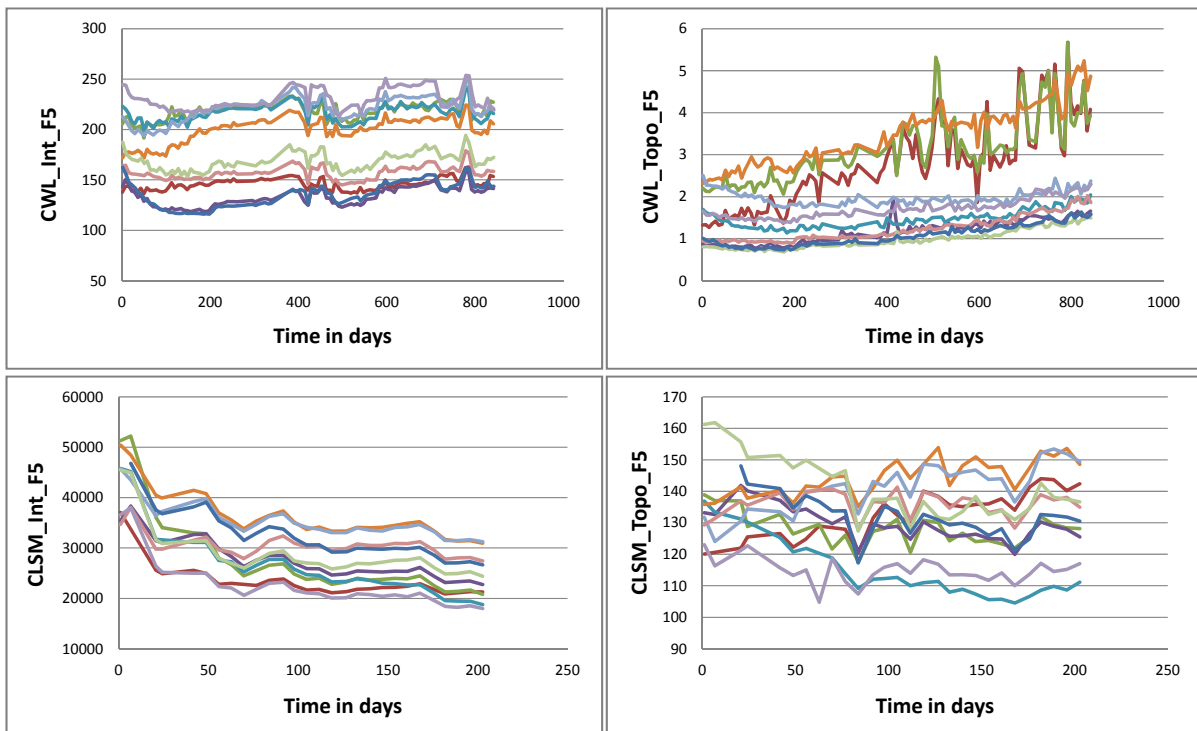 300
250
200
150
100
50
0 200 400 600 800 1000
CWL_Int_F5
Time in days
6
5
4
3
2
1
0
0 200 400 600 800 1000
CWL_Topo_F5
Time in days
60000
50000
40000
30000
20000
10000
0 50 100 150 200 250
CLSM_Int_F5
Time in days
170
160
150
140
130
120
110
100
90
0 50 100 150 200 250
CLSM_Topo_F5
Time in days